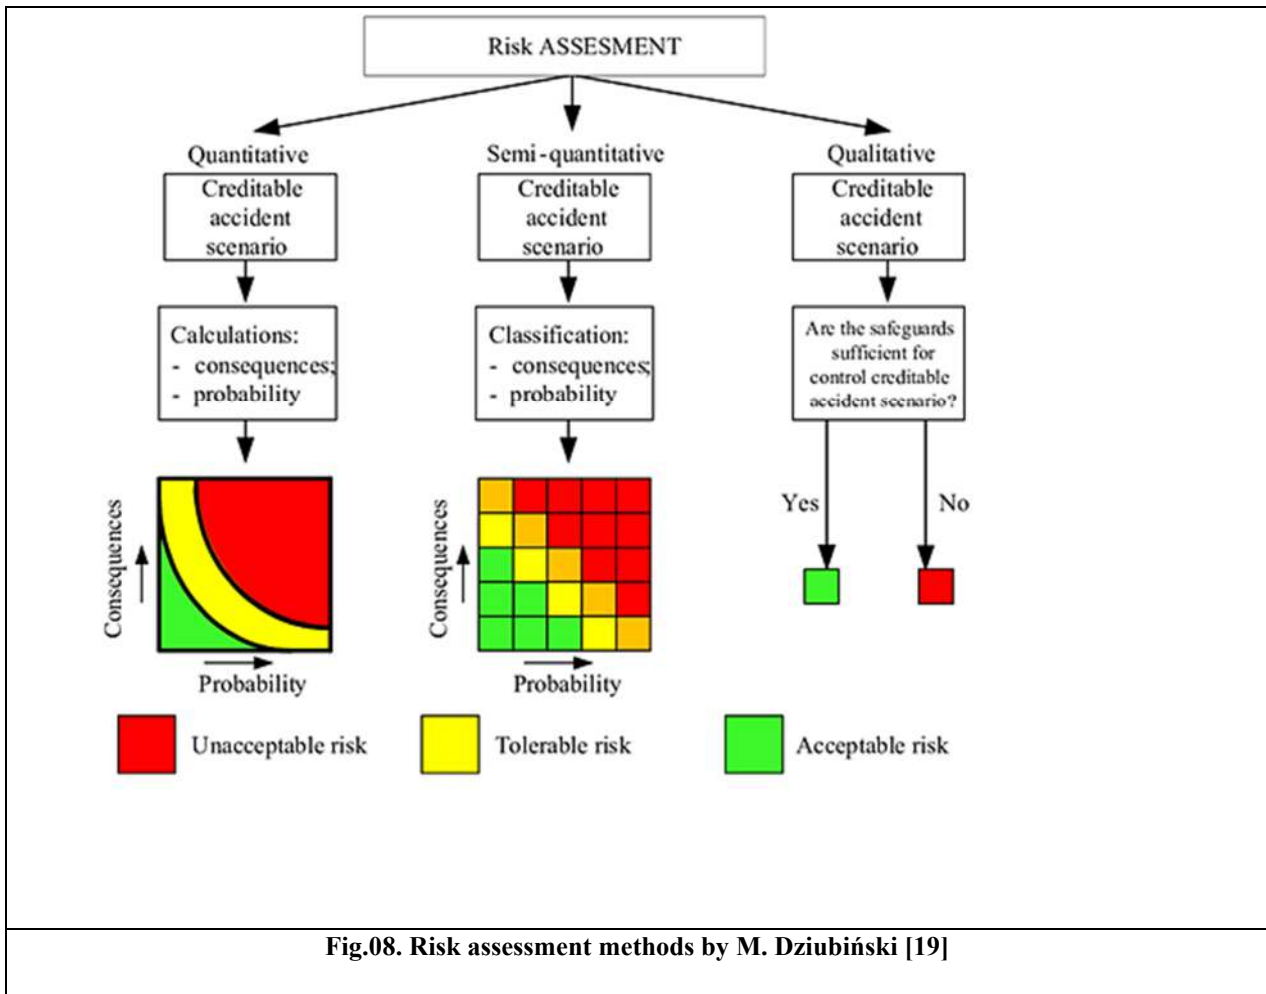 Risk ASSESMENT
Quantitative
Creditable
accident
scenario
Calculations:
- consequences;
- probability
Consequences
Probability
Semi-quantitative
Creditable
accident
scenario
Classification:
- consequences;
- probability
Consequences
Probability
Qualitative
Creditable
accident
scenario
Are the safeguards
sufficient for
control creditable
accident scenario?
Yes
No
Unacceptable risk
Tolerable risk
Acceptable risk
Fig.08. Risk assessment methods by M. Dziubiński [19]